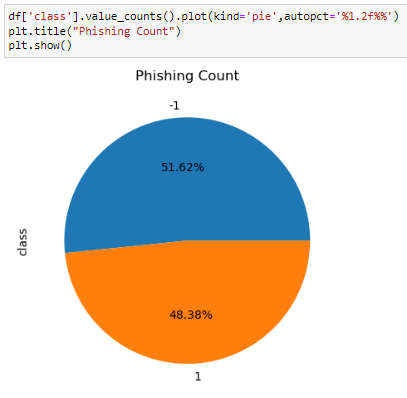 df['class'].value_counts().plot(kind='pie',autopct='%1.2f%%')
plt.title("Phishing Count")
plt.show()
Phishing Count
-1
51.62%
class
48.38%
1